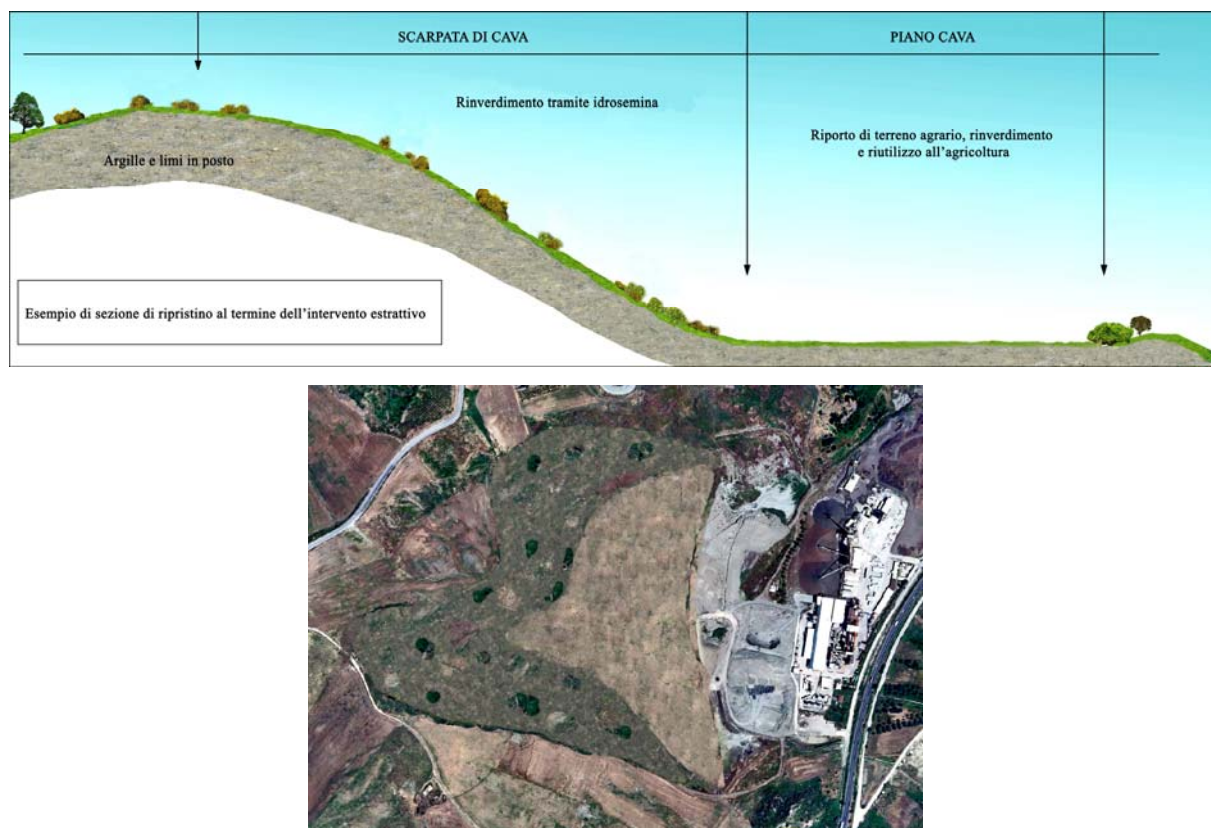 SCARPATA DI CAVA
PIANO CAVA
Rinverdimento tramite idrosemina
Riporto di terreno agrario, rinverdimento
e riutilizzo all'agricoltura
Argille e limi in posto
Esempio di sezione di ripristino al termine dell'intervento estrattivo